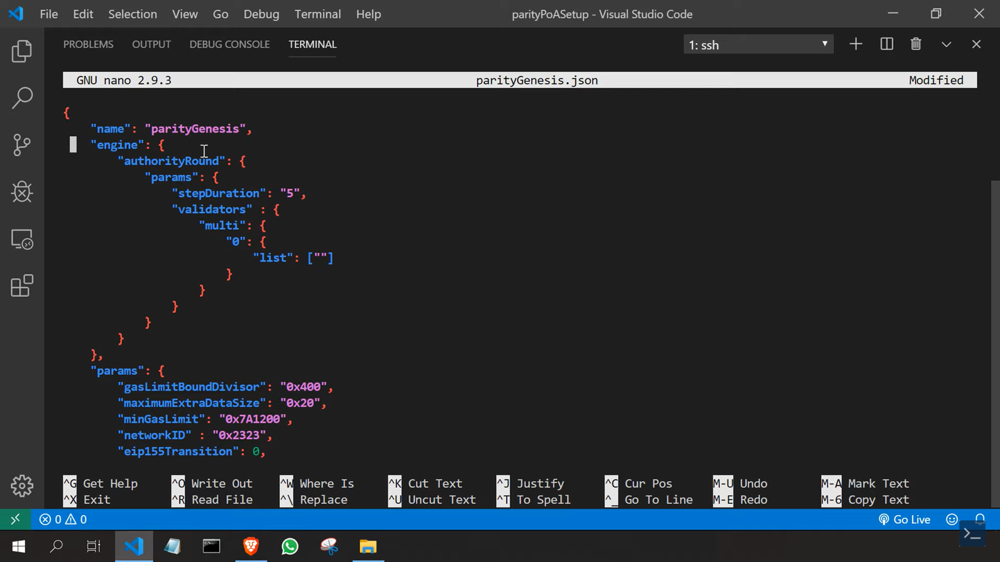 File Edit Selection View Go Debug Terminal Help parityPoASetup - Visual Studio Code
PROBLEMS OUTPUT DEBUG CONSOLE TERMINAL 1: ssh
GNU nano 2.9.3 parityGenesis.json Modified
{
"name": "parityGenesis",
"engine": {
"authorityRound": {
"params": {
"stepDuration": "5",
"validators" : {
"multi": {
"0": {
"list": [""]
}
}
}
}
}
},
"params": {
"gasLimitBoundDivisor": "0x400",
"maximumExtraDataSize": "0x20",
"minGasLimit": "0x7A1200",
"networkID" : "0x2323",
"eip155Transition": 0,
^G Get Help ^O Write Out ^W Where Is ^K Cut Text ^J Justify ^C Cur Pos M-U Undo M-A Mark Text
^X Exit ^R Read File ^\ Replace ^U Uncut Text ^T To Spell ^_ Go To Line M-E Redo M-6 Copy Text
0 0 Go Live